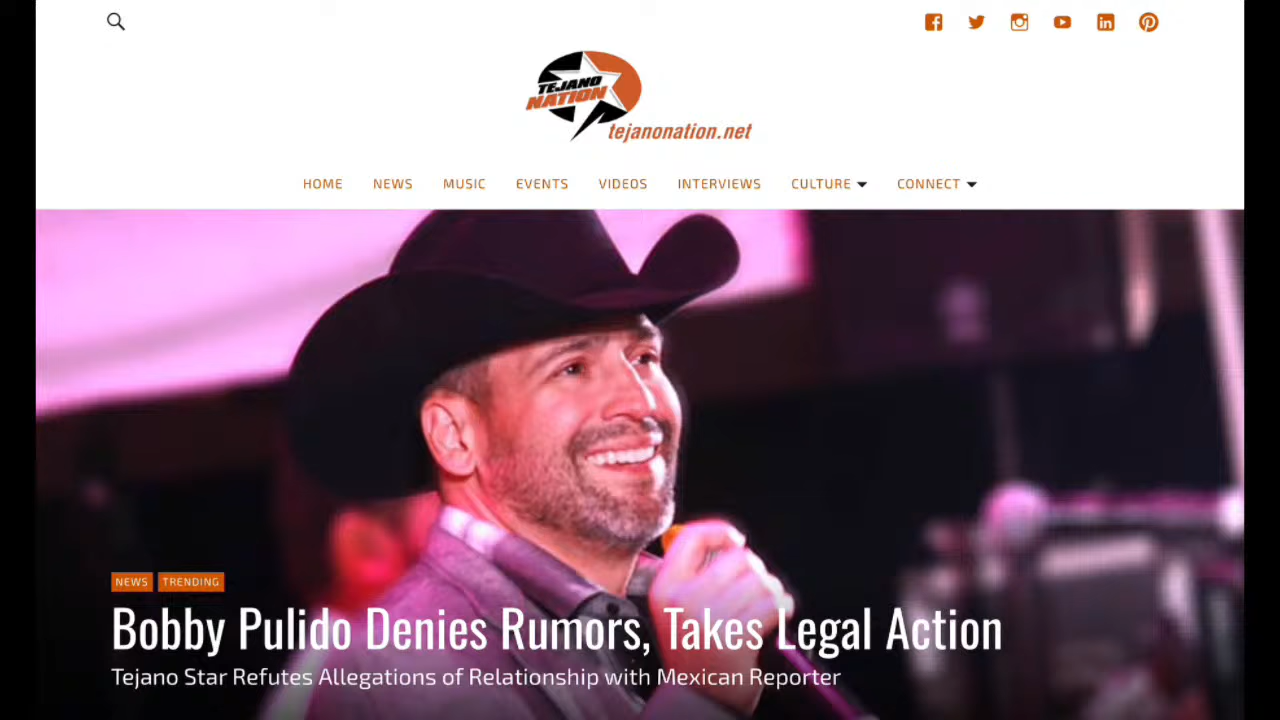 TEJANO
NATION
tejanonation.net
HOME NEWS MUSIC EVENTS VIDEOS INTERVIEWS CULTURE CONNECT
NEWS TRENDING
Bobby Pulido Denies Rumors, Takes Legal Action
Tejano Star Refutes Allegations of Relationship with Mexican Reporter